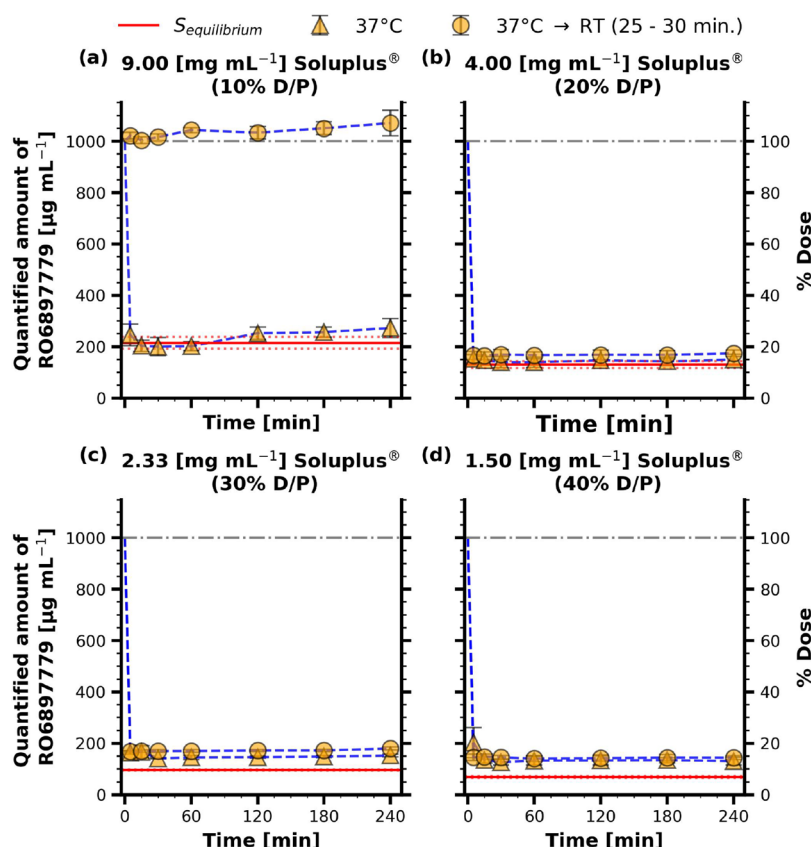 S_equilibrium 37°C 37°C → RT (25 - 30 min.)
(a) 9.00 [mg mL⁻¹] Soluplus® (b) 4.00 [mg mL⁻¹] Soluplus®
(10% D/P) (20% D/P)
Quantified amount of
RO6897779 [µg mL⁻¹]
1000
800
600
400
200
0
100
80
60
40
20
0
% Dose
Time [min] Time [min]
(c) 2.33 [mg mL⁻¹] Soluplus® (d) 1.50 [mg mL⁻¹] Soluplus®
(30% D/P) (40% D/P)
Quantified amount of
RO6897779 [µg mL⁻¹]
1000
800
600
400
200
0
100
80
60
40
20
0
% Dose
0 60 120 180 240 0 60 120 180 240
Time [min] Time [min]